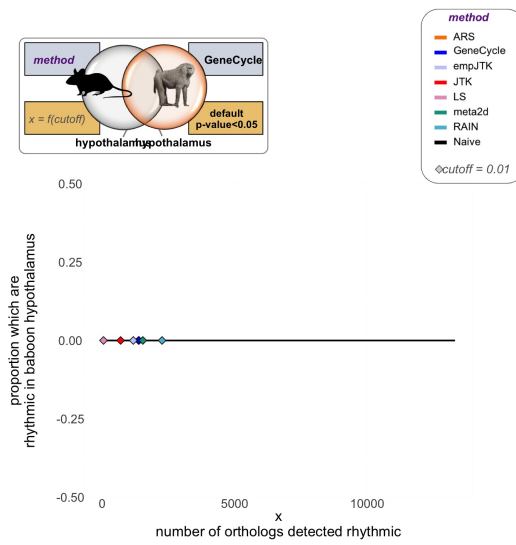 method
ARS
GeneCycle
empJTK
JTK
LS
meta2d
RAIN
Naive
cutoff = 0.01
method
GeneCycle
x = f(cutoff)
default
p-value<0.05
hypothalamus
hypothalamus
0.50
0.25
0.00
-0.25
-0.50
proportion which are
rhythmic in baboon hypothalamus
0
5000
10000
x
number of orthologs detected rhythmic